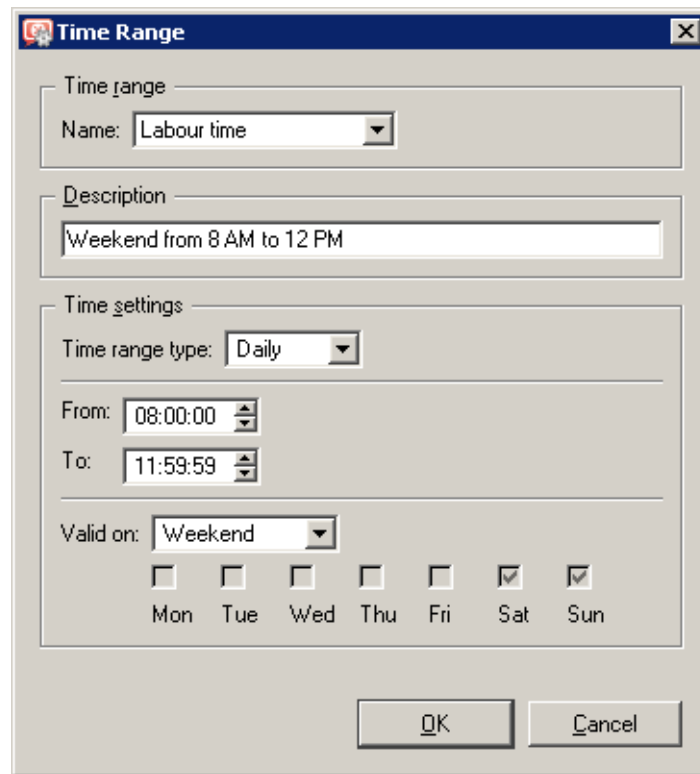 Time Range
Time range
Name: Labour time
Description
Weekend from 8 AM to 12 PM
Time settings
Time range type: Daily
From: 08:00:00
To: 11:59:59
Valid on: Weekend
Mon Tue Wed Thu Fri Sat Sun
OK Cancel